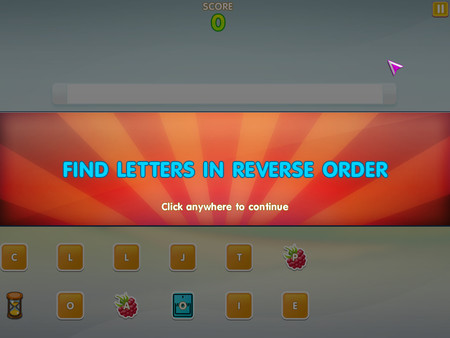 SCORE
0
FIND LETTERS IN REVERSE ORDER
Click anywhere to continue
C L L J T P
O A O I E